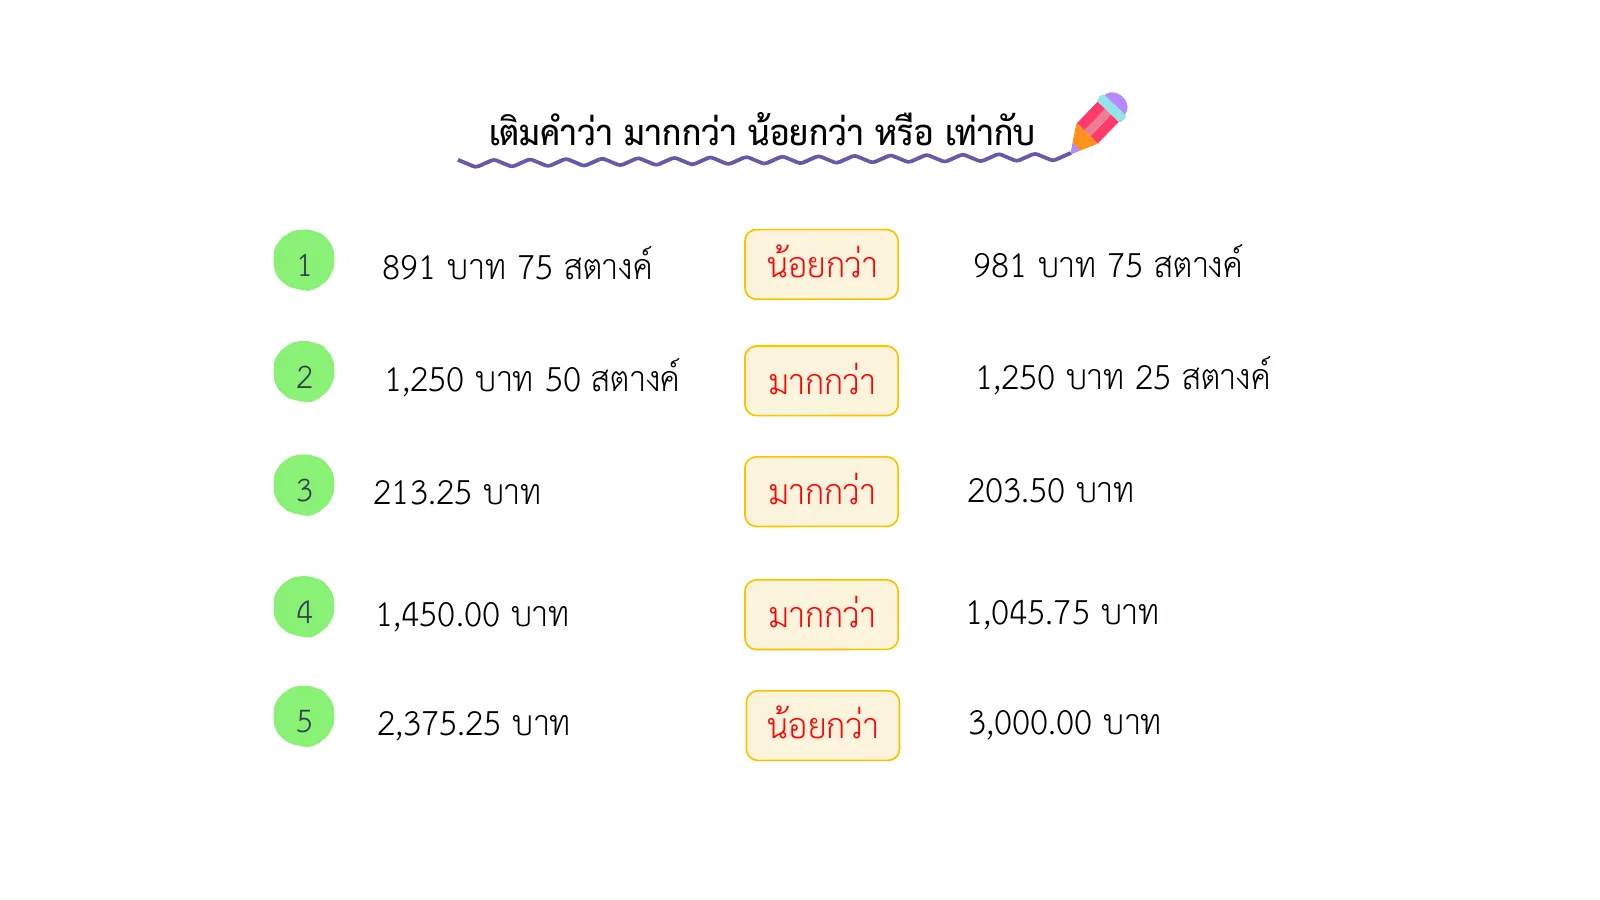 เติมคำว่า มากกว่า น้อยกว่า หรือ เท่ากับ
1 891 บาท 75 สตางค์ น้อยกว่า 981 บาท 75 สตางค์
2 1,250 บาท 50 สตางค์ มากกว่า 1,250 บาท 25 สตางค์
3 213.25 บาท มากกว่า 203.50 บาท
4 1,450.00 บาท มากกว่า 1,045.75 บาท
5 2,375.25 บาท น้อยกว่า 3,000.00 บาท